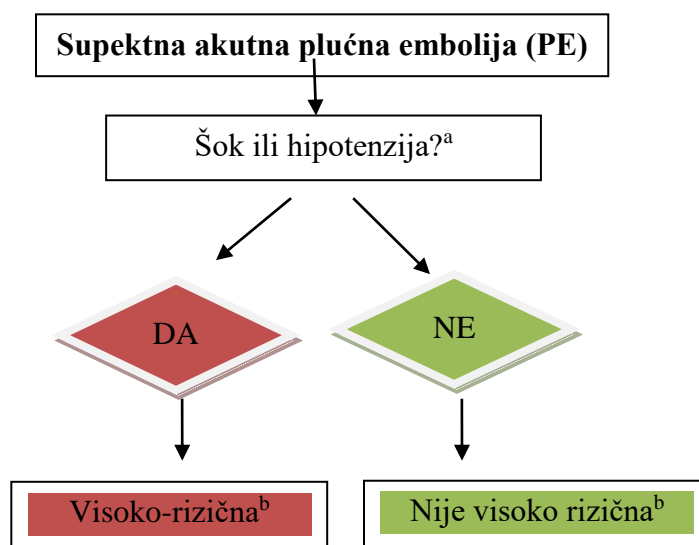 Supektna akutna plućna embolija (PE)
Šok ili hipotenzija?ᵃ
DA
NE
Visoko-rizičnaᵇ
Nije visoko rizičnaᵇ